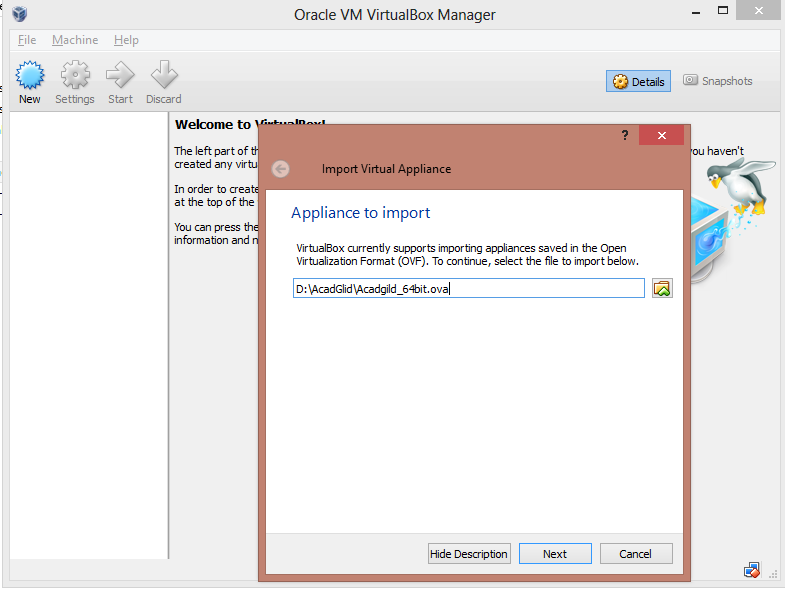 Oracle VM VirtualBox Manager
File Machine Help
New Settings Start Discard
Details Snapshots
Welcome to VirtualBox!
The left part of th
you haven't
created any virtu
In order to create
at the top of the
You can press the
information and n
?
Import Virtual Appliance
Appliance to import
VirtualBox currently supports importing appliances saved in the Open
Virtualization Format (OVF). To continue, select the file to import below.
D:\AcadGlid\Acadgild_64bit.ova
Hide Description Next Cancel